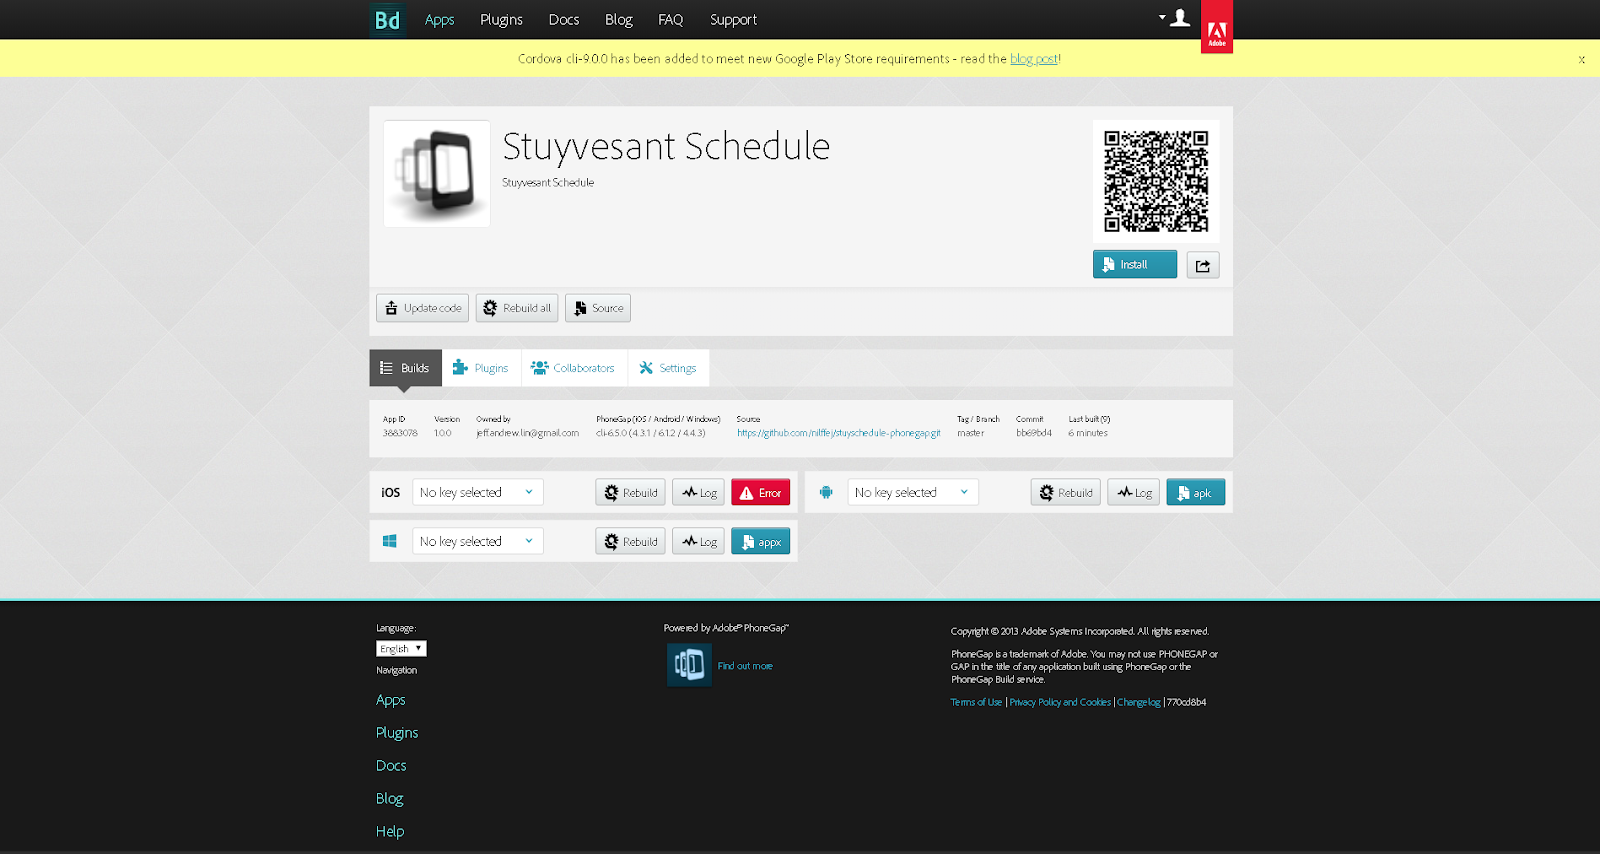 Bd Apps Plugins Docs Blog FAQ Support
Adobe
Cordova cli-9.0.0 has been added to meet new Google Play Store requirements - read the blog post!
x
Stuyvesant Schedule
Stuyvesant Schedule
Install
Update code Rebuild all Source
Builds Plugins Collaborators Settings
App ID Version Owned by PhoneGap (iOS / Android / Windows) Source Tag / Branch Commit Last built (9)
3883078 1.0.0 jeff.andrew.lin@gmail.com cli-6.5.0 (4.3.1 / 6.1.2 / 4.4.3) https://github.com/nilffej/stuyschedule-phonegap.git master bb69bd4 6 minutes
iOS No key selected Rebuild Log Error
No key selected Rebuild Log apk
No key selected Rebuild Log appx
Language:
English
Navigation
Apps
Plugins
Docs
Blog
Help
Powered by Adobe® PhoneGap™
Find out more
Copyright © 2013 Adobe Systems Incorporated. All rights reserved.
PhoneGap is a trademark of Adobe. You may not use PHONEGAP or
GAP in the title of any application built using PhoneGap or the
PhoneGap Build service.
Terms of Use | Privacy Policy and Cookies | Changelog | 770cd8b4